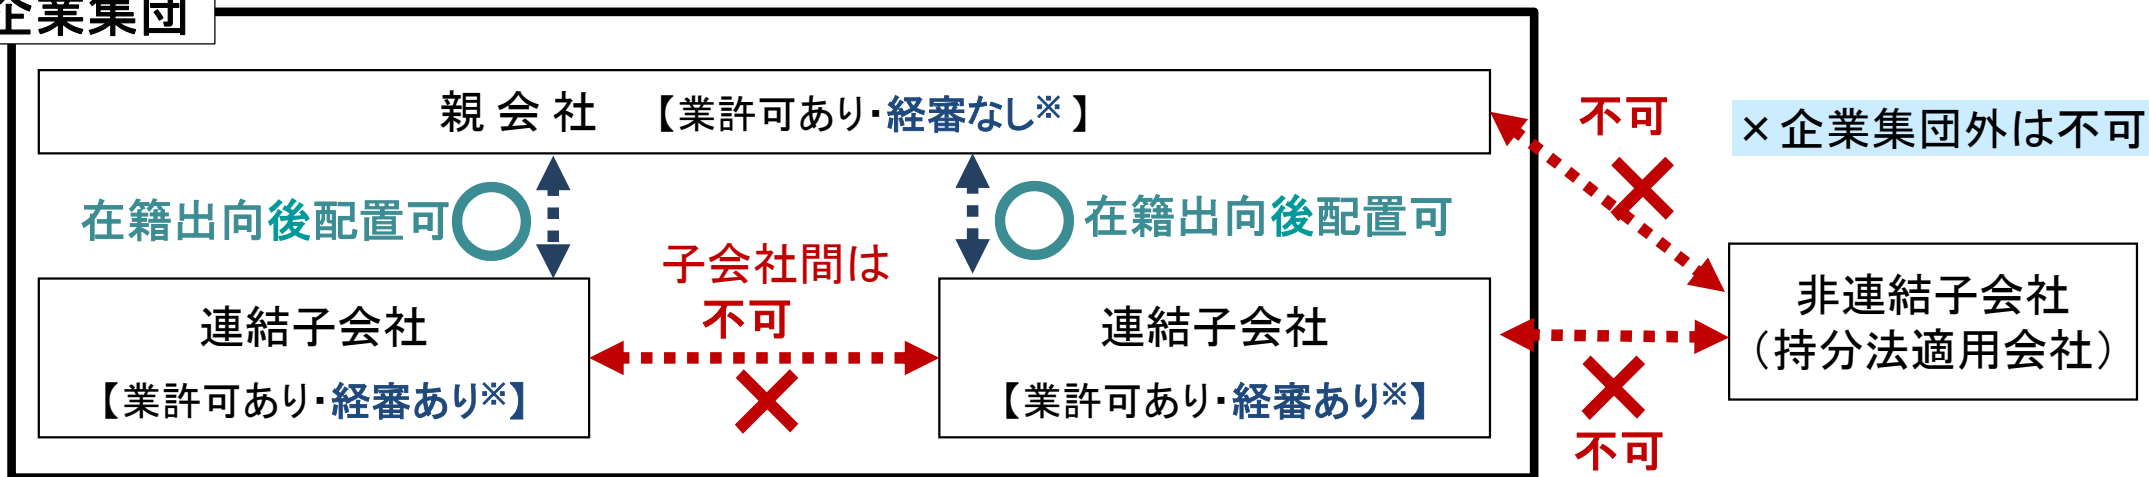 企業集団
親 会 社 【業許可あり・経審なし※】
不可
×企業集団外は不可
在籍出向後配置可
在籍出向後配置可
子会社間は
不可
連結子会社
【業許可あり・経審あり※】
連結子会社
【業許可あり・経審あり※】
非連結子会社
（持分法適用会社）
不可